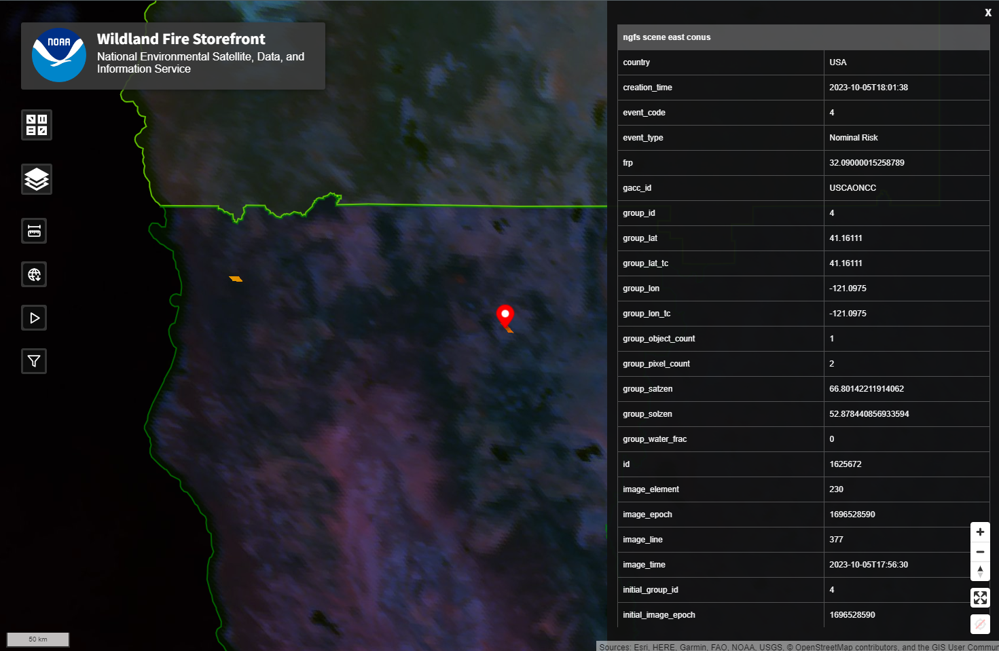 X
NOAA
Wildland Fire Storefront
National Environmental Satellite, Data, and
Information Service
ngfs scene east conus
country USA
creation_time 2023-10-05T18:01:38
event_code 4
event_type Nominal Risk
frp 32.09000015258789
gacc_id USCAONCC
group_id 4
group_lat 41.16111
group_lat_tc 41.16111
group_lon -121.0975
group_lon_tc -121.0975
group_object_count 1
group_pixel_count 2
group_satzen 66.80142211914062
group_solzen 52.878440856933594
group_water_frac 0
id 1625672
image_element 230
image_epoch 1696528590
image_line 377
image_time 2023-10-05T17:56:30
initial_group_id 4
initial_image_epoch 1696528590
50 km
Sources: Esri, HERE, Garmin, FAO, NOAA, USGS, © OpenStreetMap contributors, and the GIS User Commun